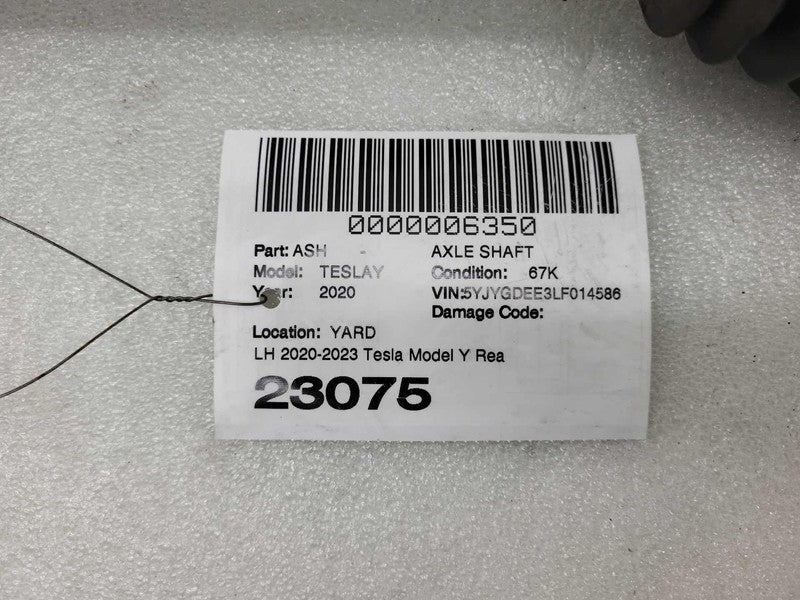 0000006350
Part: ASH - AXLE SHAFT
Model: TESLAY Condition: 67K
Year: 2020 VIN:5YJYGDEE3LF014586
Damage Code:
Location: YARD
LH 2020-2023 Tesla Model Y Rea
23075